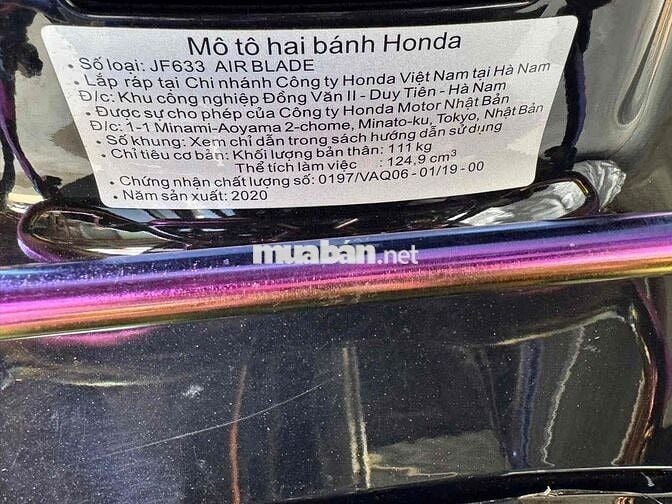 Mô tô hai bánh Honda
• Số loại: JF633 AIR BLADE
• Lắp ráp tại Chi nhánh Công ty Honda Việt Nam tại Hà Nam
Đ/c: Khu công nghiệp Đồng Văn II - Duy Tiên - Hà Nam
• Được sự cho phép của Công ty Honda Motor Nhật Bản
Đ/c: 1-1 Minami-Aoyama 2-chome, Minato-ku, Tokyo, Nhật Bản
• Số khung: Xem chỉ dẫn trong sách hướng dẫn sử dụng
• Chỉ tiêu cơ bản: Khối lượng bản thân: 111 kg
Thể tích làm việc : 124,9 cm³
• Chứng nhận chất lượng số: 0197/VAQ06 - 01/19 - 00
• Năm sản xuất: 2020
muaban.net